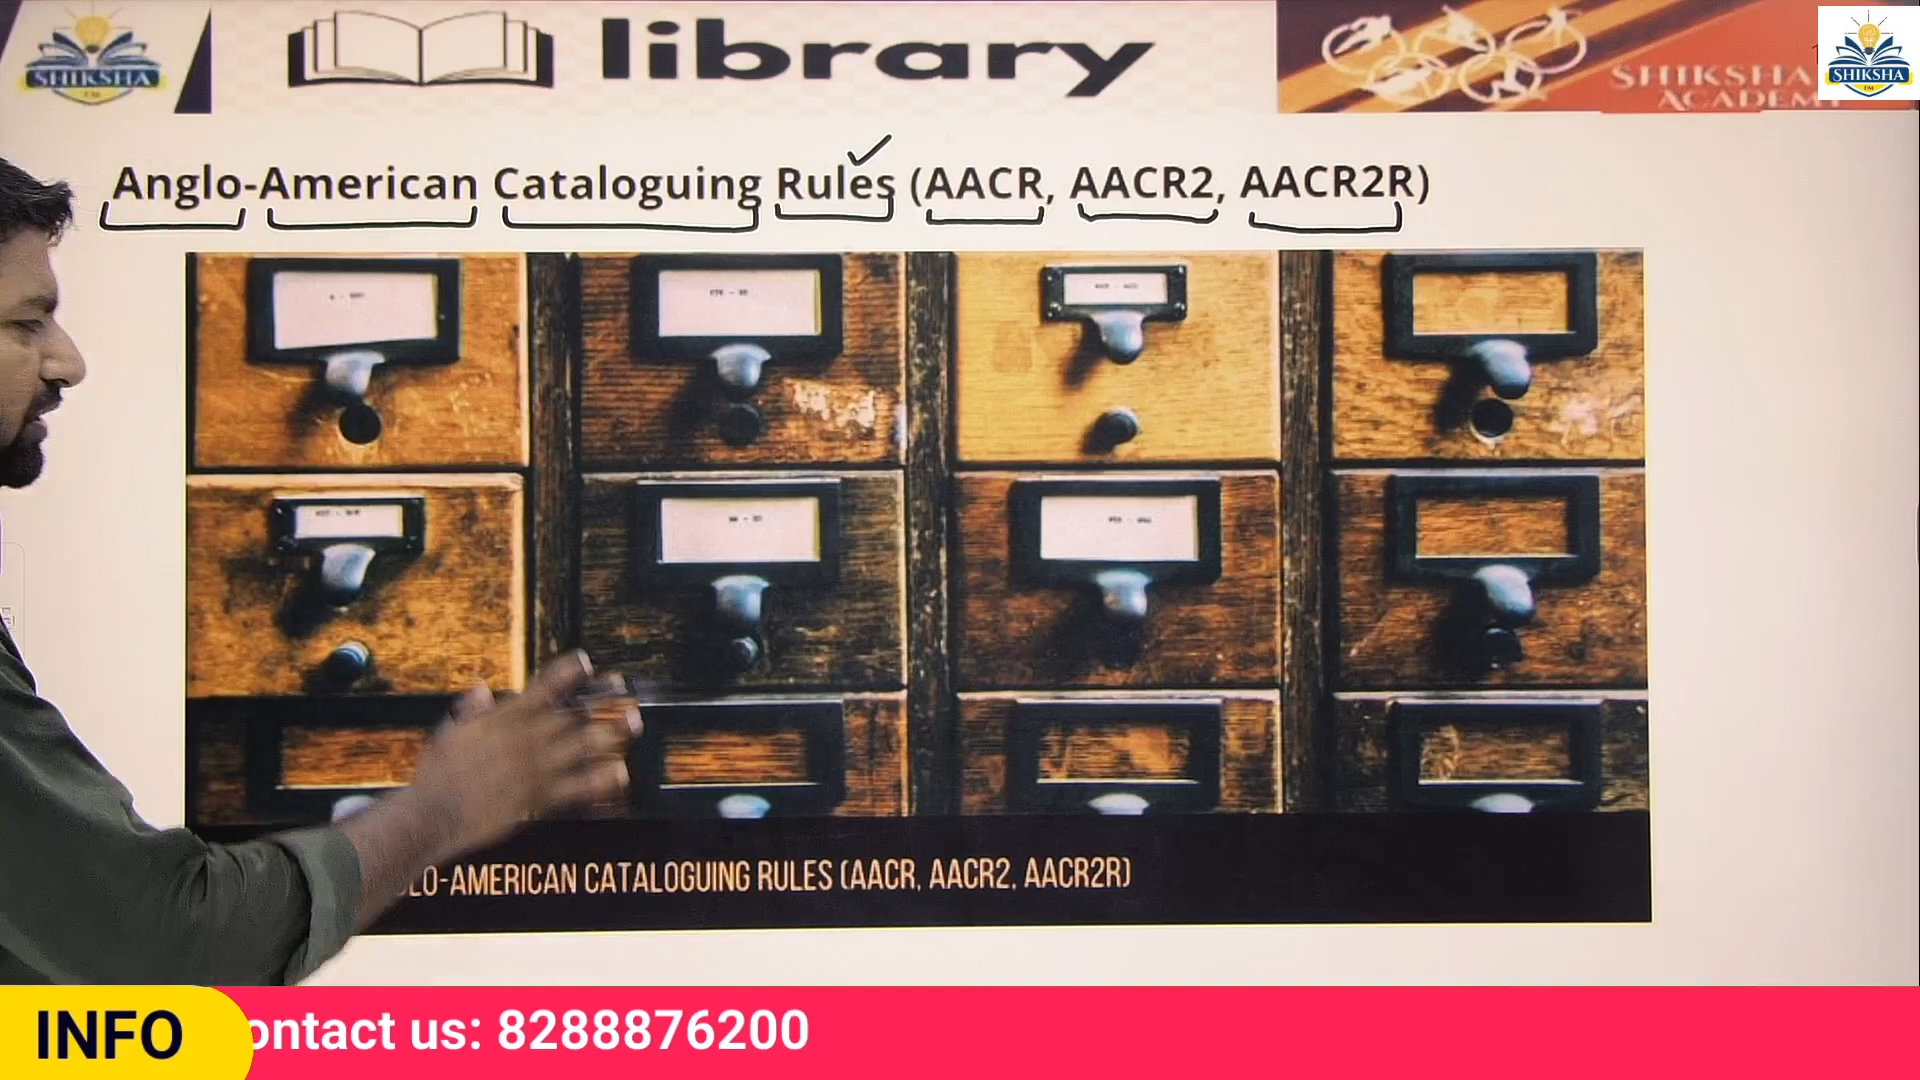 SHIKSHA
library
SHIKSHA
ACADEMY
SHIKSHA
Anglo-American Cataloguing Rules (AACR, AACR2, AACR2R)
LO-AMERICAN CATALOGUING RULES (AACR, AACR2, AACR2R)
INFO
ontact us: 8288876200